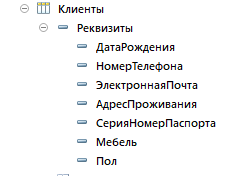 Клиенты
Реквизиты
ДатаРождения
НомерТелефона
ЭлектроннаяПочта
АдресПроживания
СерияНомерПаспорта
Мебель
Пол